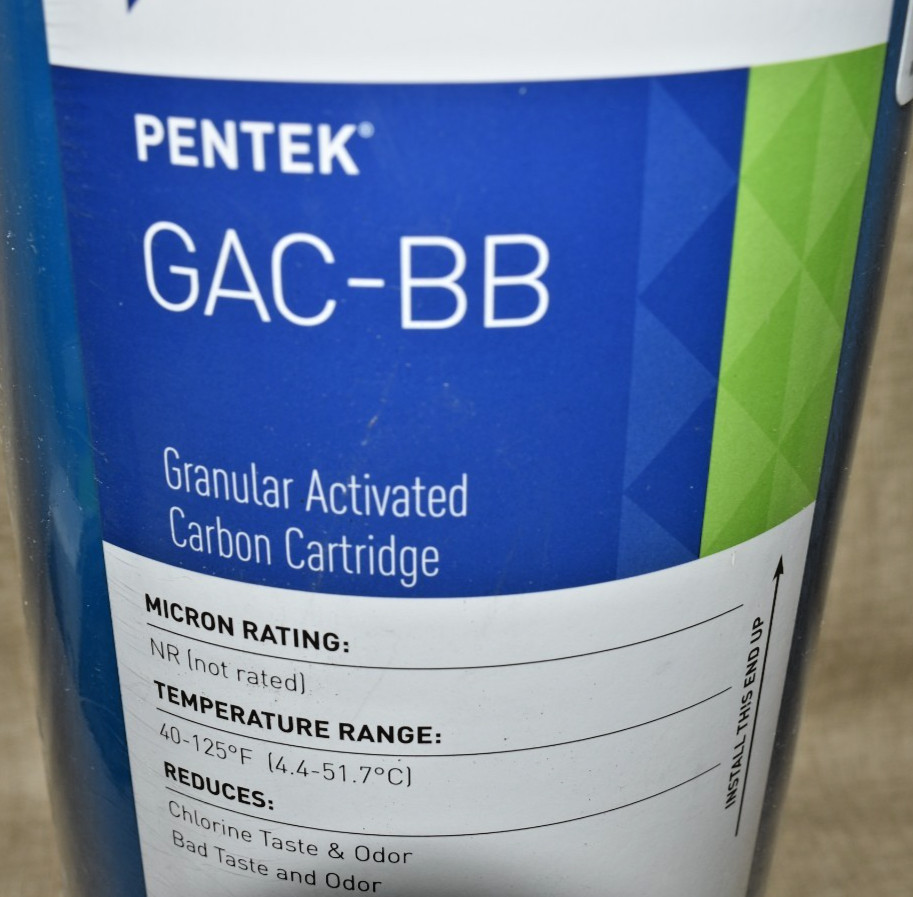 PENTEK®
GAC-BB
Granular Activated
Carbon Cartridge
MICRON RATING:
NR (not rated)
TEMPERATURE RANGE:
40-125°F (4.4-51.7°C)
REDUCES:
Chlorine Taste & Odor
Bad Taste and Odor
INSTALL THIS END UP